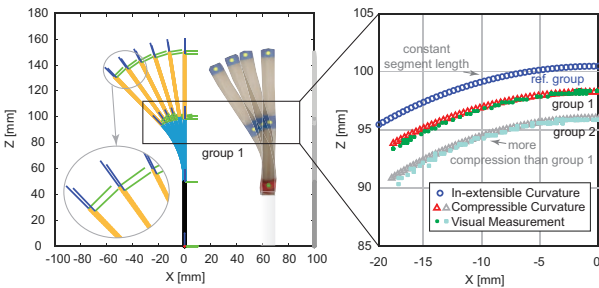 160
140
120
100
80
60
40
20
0
Z [mm]
-100 -80 -60 -40 -20 0 20 40 60 80 100
X [mm]
group 1
105
100
95
90
85
Z [mm]
-20 -15 -10 -5 0
X [mm]
constant
segment length
ref. group
group 1
group 2
more
compression than group 1
In-extensible Curvature
Compressible Curvature
Visual Measurement